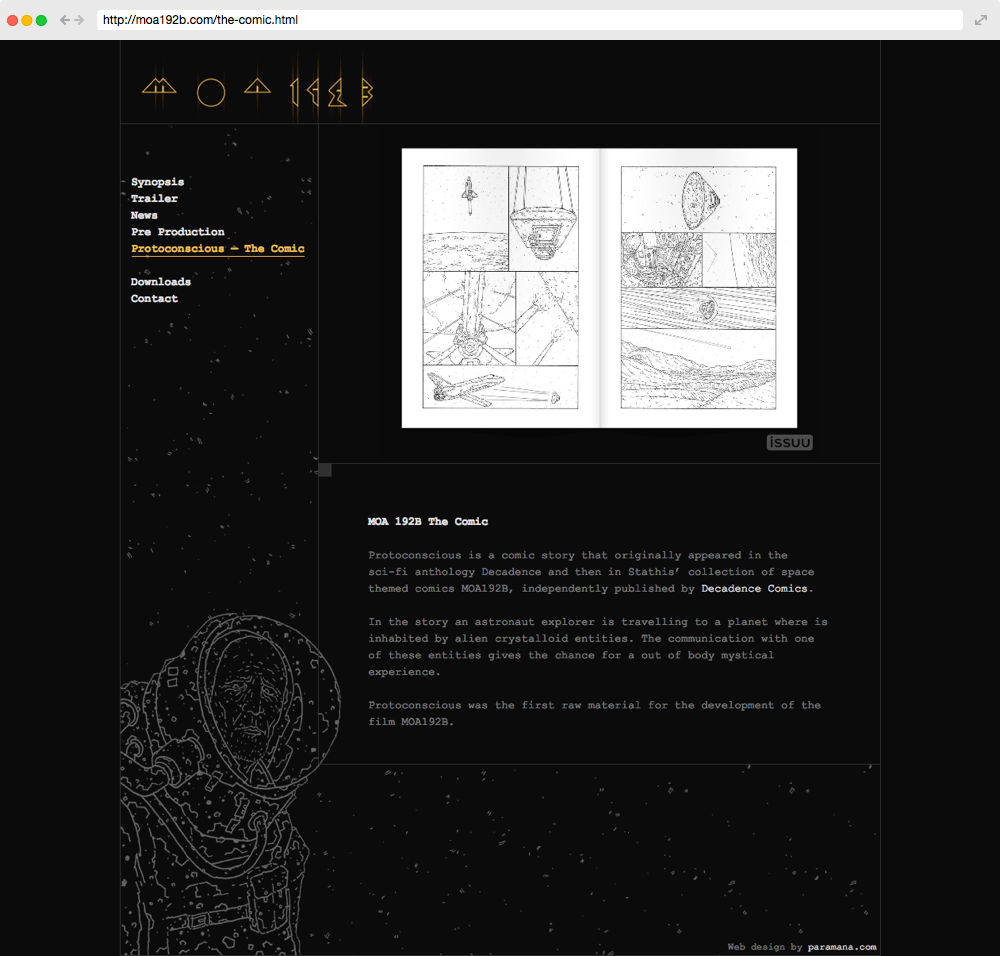 http://moa192b.com/the-comic.html
MOA 192B
Synopsis
Trailer
News
Pre Production
Protoconscious – The Comic
Downloads
Contact
issuu
MOA 192B The Comic
Protoconscious is a comic story that originally appeared in the
sci-fi anthology Decadence and then in Stathis’ collection of space
themed comics MOA192B, independently published by Decadence Comics.
In the story an astronaut explorer is travelling to a planet where is
inhabited by alien crystalloid entities. The communication with one
of these entities gives the chance for a out of body mystical
experience.
Protoconscious was the first raw material for the development of the
film MOA192B.
Web design by paramana.com